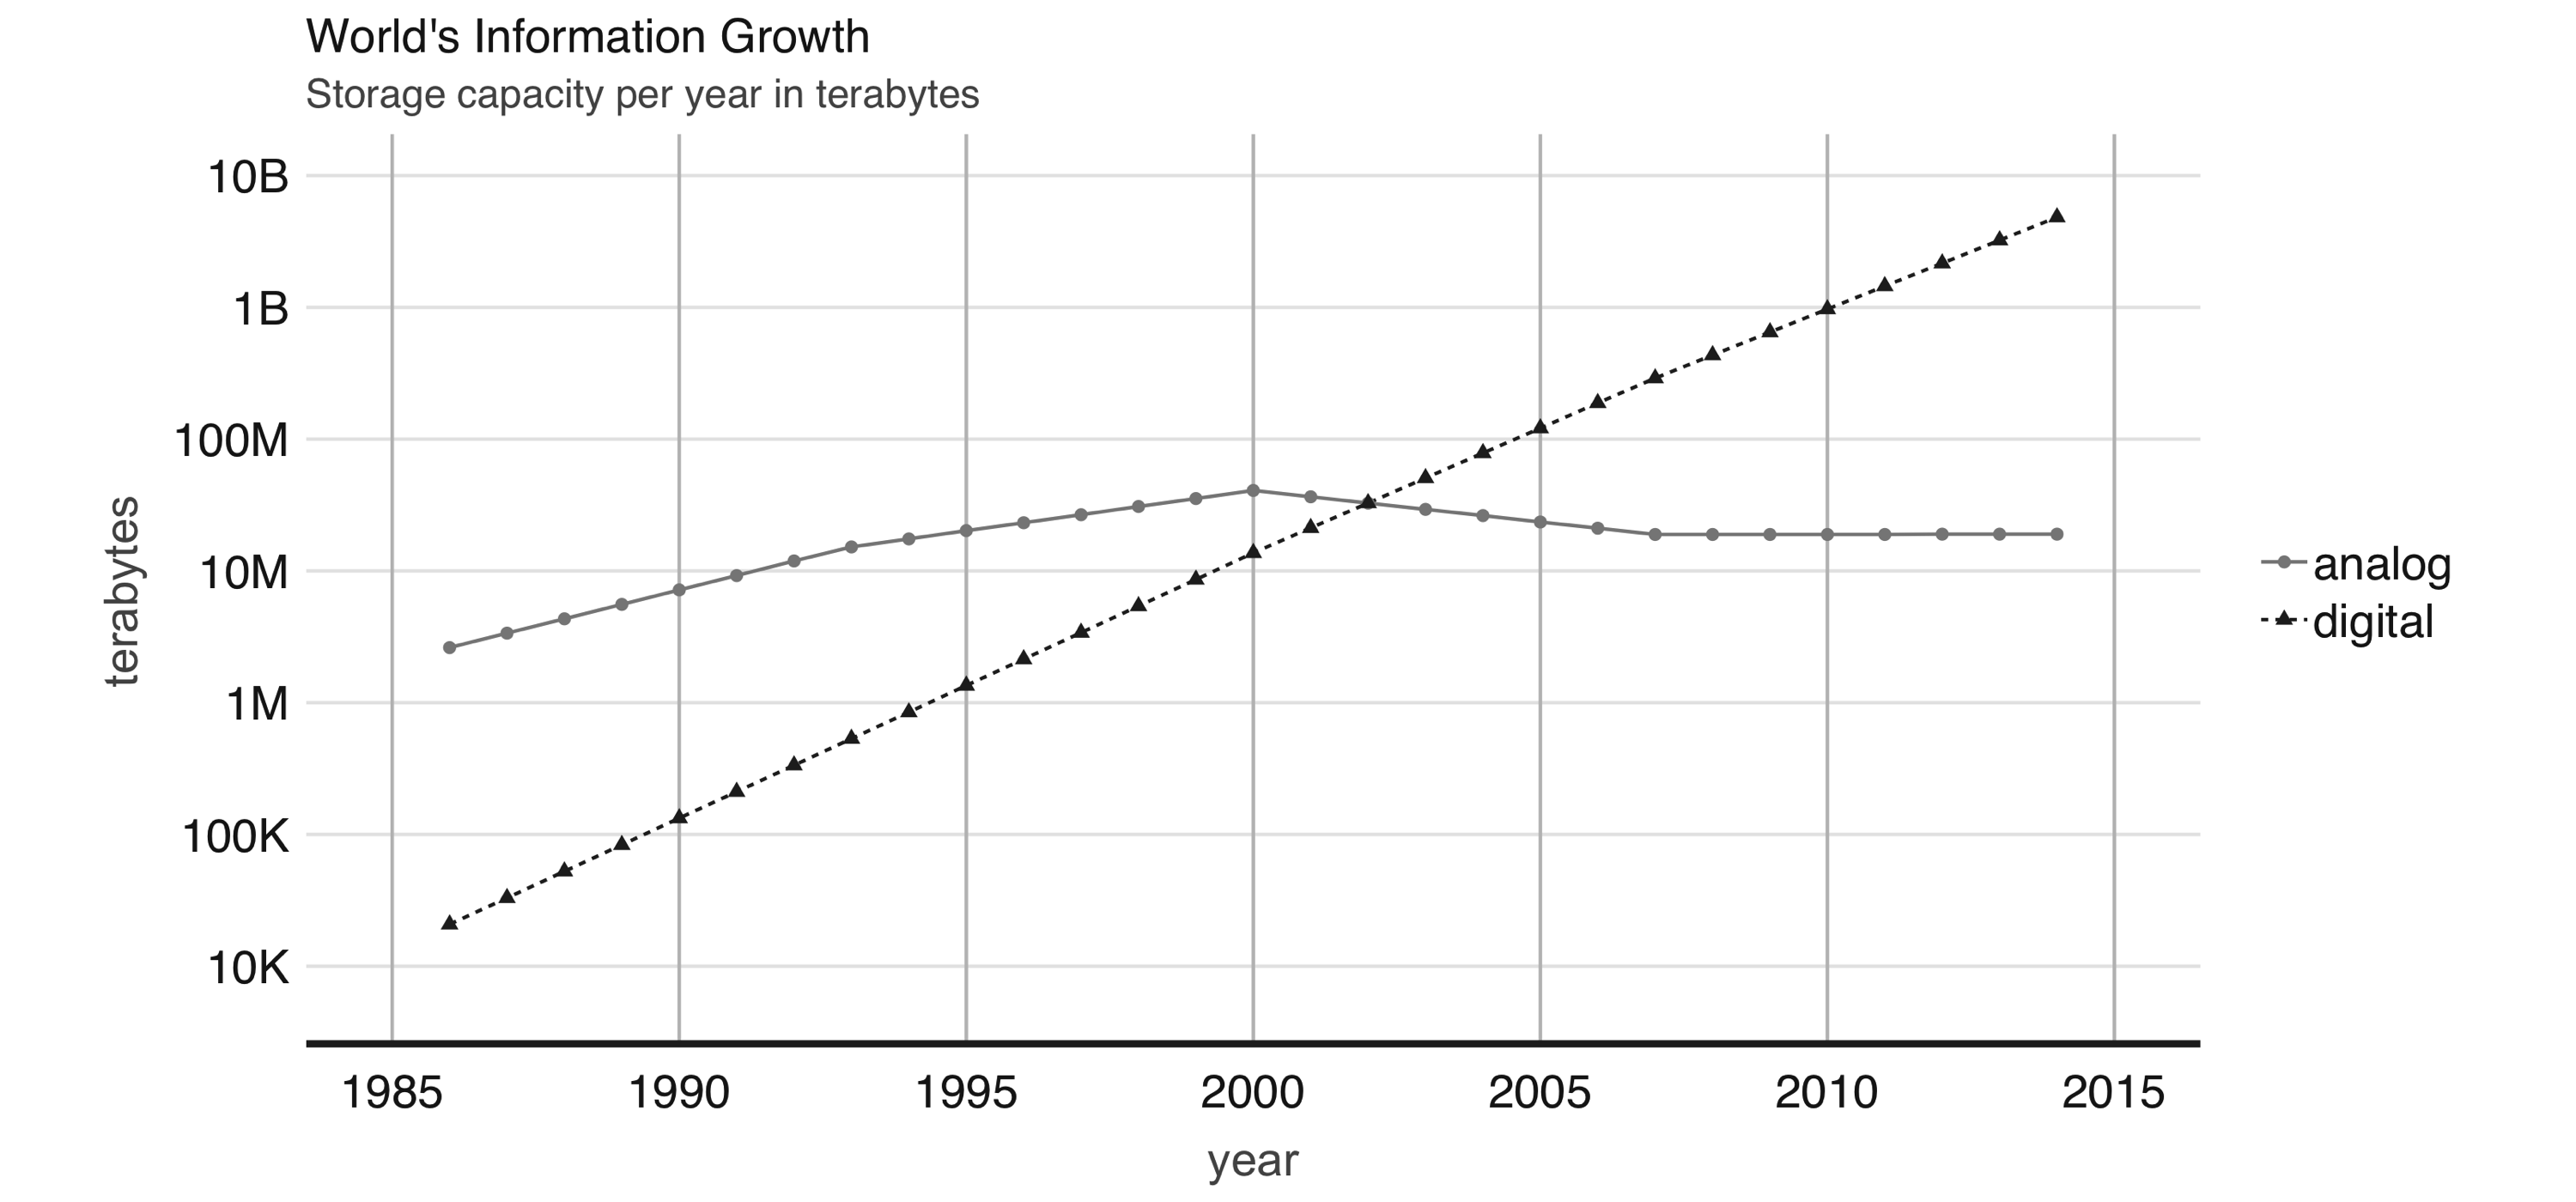 World's Information Growth
Storage capacity per year in terabytes
10B
1B
100M
10M
1M
100K
10K
terabytes
1985 1990 1995 2000 2005 2010 2015
year
analog
digital